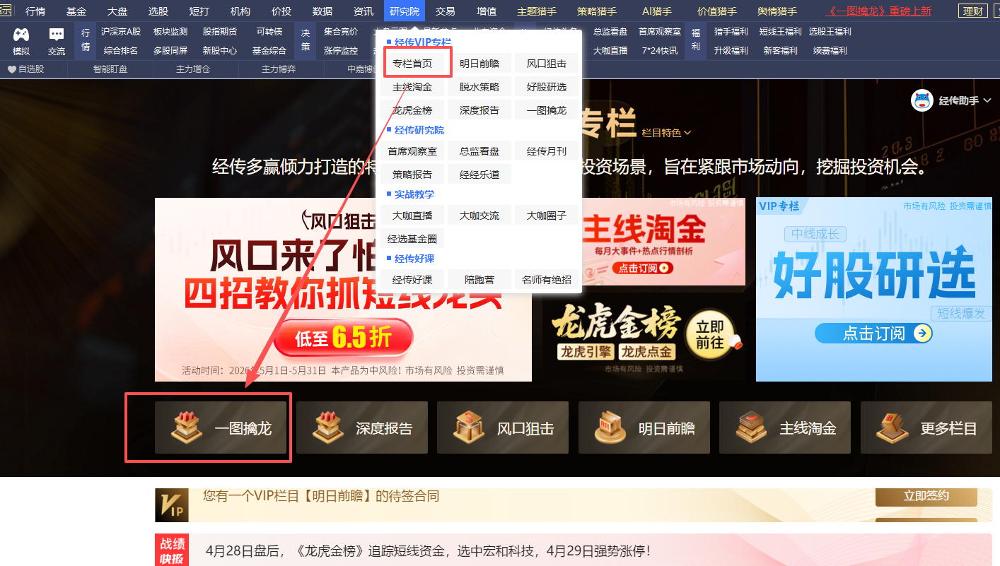 行情 基金 大盘 选股 短打 机构 价投 数据 资讯 研究院 交易 增值 主题猎手 策略猎手 AI猎手 价值猎手 舆情猎手 《一图擒龙》重磅上新 理财
模拟 交流
行情
沪深京A股 板块监测 股指期货 可转债
综合排名 多股同屏 新股中心 基金综合
决策
集合竞价
涨停监控
总监看盘 首席观察室
大咖直播 7*24快讯
福利
猎手福利 短线王福利 选股王福利
升级福利 新客福利 续费福利
自选股 智能盯盘 主力增仓 主力博弈
经传VIP专栏
专栏首页 明日前瞻 风口狙击
主线淘金 脱水策略 好股研选
龙虎金榜 深度报告 一图擒龙
经传研究院
首席观察室 总监看盘 经传月刊
策略报告 经经乐道
实战教学
大咖直播 大咖交流 大咖圈子
经选基金圈
经传好课
经传好课 陪跑营 名师有绝招
经传助手
专栏 栏目特色
经传多赢倾力打造的 投资场景，旨在紧跟市场动向，挖掘投资机会。
风口狙击
风口来了
四招教你抓短线龙头
低至6.5折
活动时间：2026年5月1日-5月31日 本产品为中风险! 市场有风险 投资需谨慎
市场有风险 投资需谨慎
主线淘金
每月大事件+热点行情剖析
点击订阅
龙虎金榜
龙虎引擎 龙虎点金
立即前往
市场有风险 投资需谨慎
VIP专栏 市场有风险 投资需谨慎
中线成长
好股研选
短线爆发
点击订阅
一图擒龙 深度报告 风口狙击 明日前瞻 主线淘金 更多栏目
VIP 您有一个VIP栏目【明日前瞻】的待签合同 立即签约
战绩快报 4月28日盘后，《龙虎金榜》追踪短线资金，选中宏和科技，4月29日强势涨停！